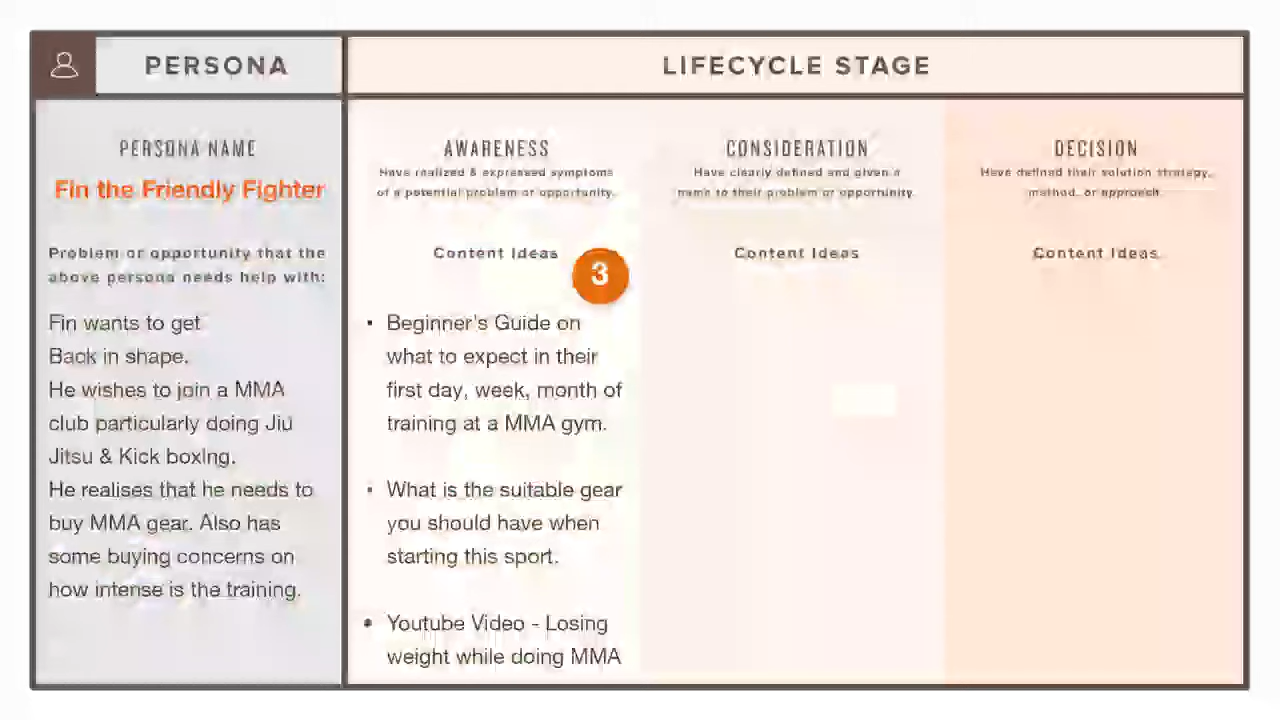 PERSONA
LIFECYCLE STAGE
PERSONA NAME
Fin the Friendly Fighter
Problem or opportunity that the
above persona needs help with:
Fin wants to get
Back in shape.
He wishes to join a MMA
club particularly doing Jiu
Jitsu & Kick boxing.
He realises that he needs to
buy MMA gear. Also has
some buying concerns on
how intense is the training.
AWARENESS
Have realized & expressed symptoms
of a potential problem or opportunity.
Content Ideas
3
• Beginner's Guide on
what to expect in their
first day, week, month of
training at a MMA gym.
• What is the suitable gear
you should have when
starting this sport.
• Youtube Video - Losing
weight while doing MMA
CONSIDERATION
Have clearly defined and given a
name to their problem or opportunity.
Content Ideas
DECISION
Have defined their solution strategy,
method, or approach.
Content Ideas